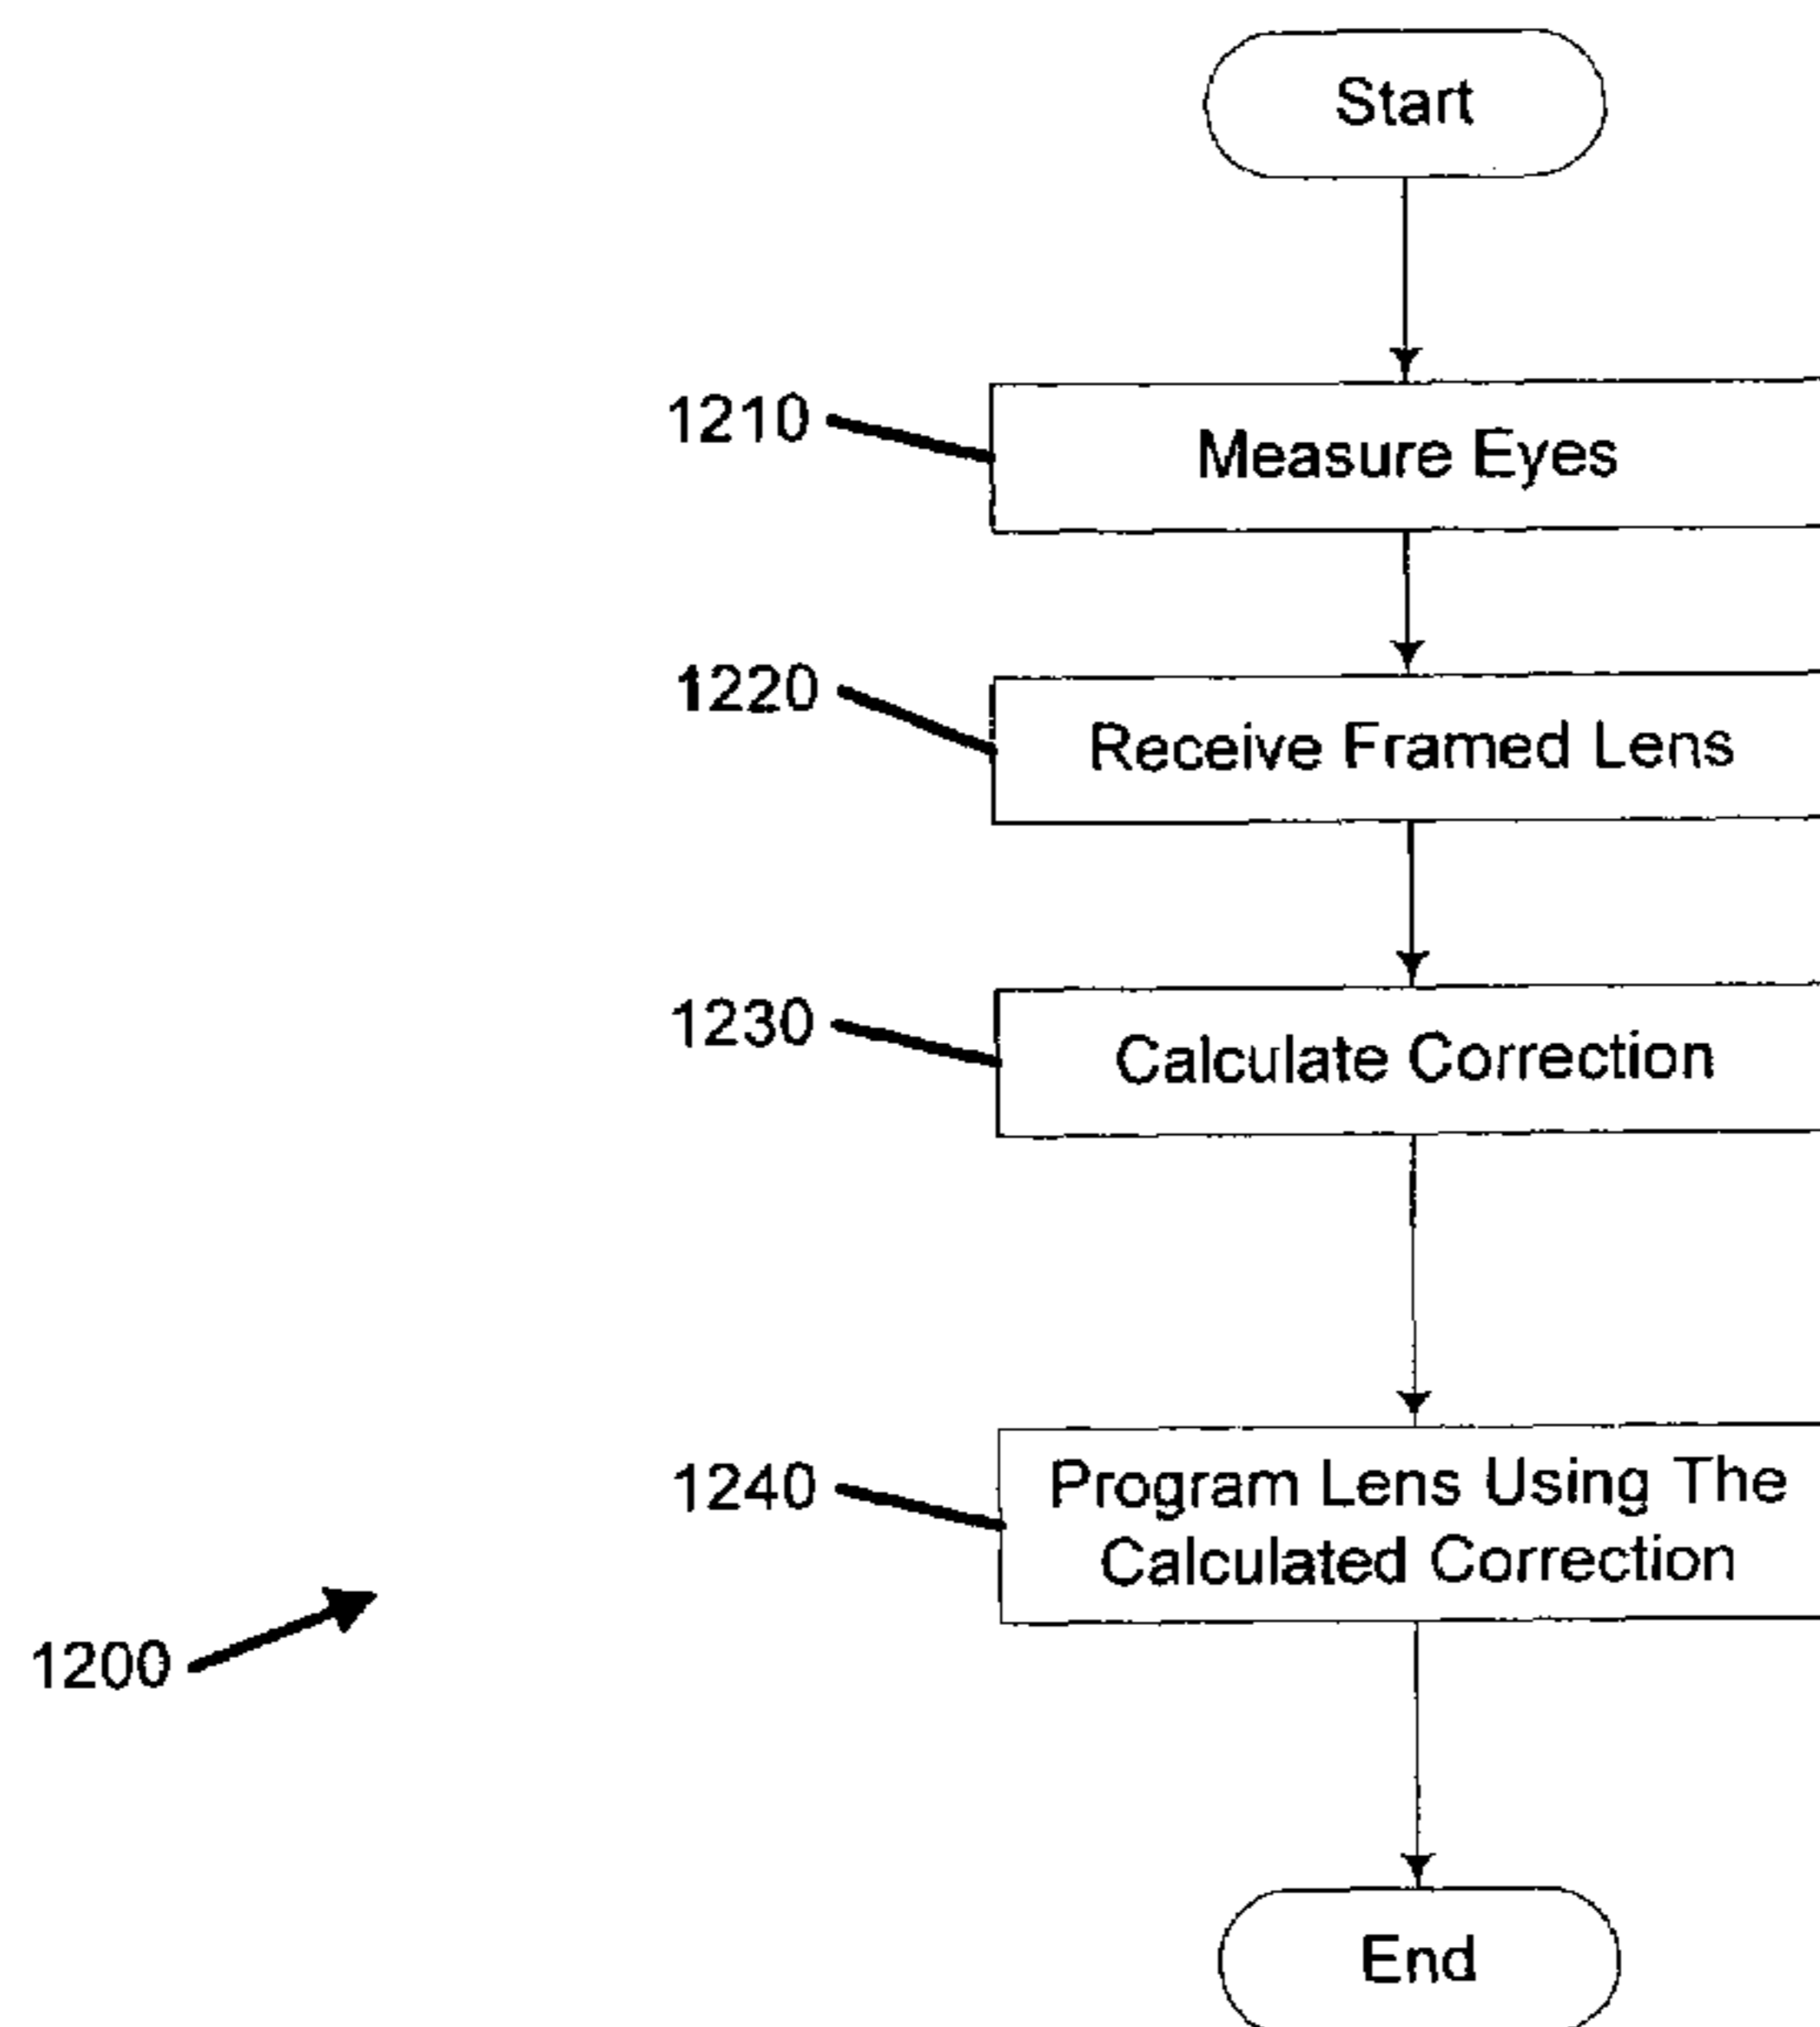 Start
1210
Measure Eyes
1220
Receive Framed Lens
1230
Calculate Correction
1240
Program Lens Using The
Calculated Correction
1200
End